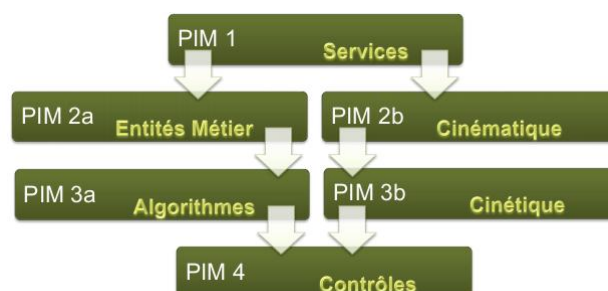 PIM 1
Services
PIM 2a
Entités Métier
PIM 2b
Cinématique
PIM 3a
Algorithmes
PIM 3b
Cinétique
PIM 4
Contrôles